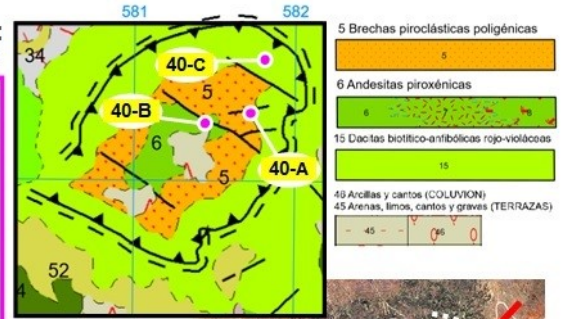 581
582
34
40-C
5
40-B
6
40-A
5
52
4
5 Brechas piroclásticas poligénicas
5
6 Andesitas piroxénicas
6
15 Dacitas biotítico-anfibólicas rojo-violáceas
15
46 Arcillas y cantos (COLUVION)
45 Arenas, limos, cantos y gravas (TERRAZAS)
45
46